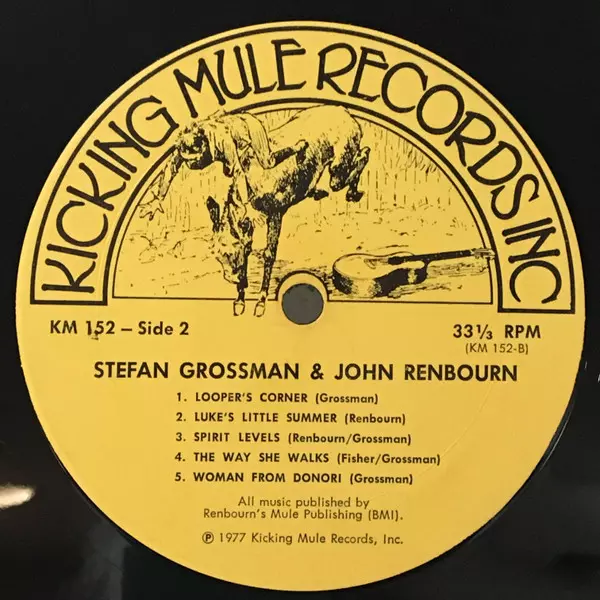 KICKING MULE RECORDS INC
KM 152 – Side 2
33⅓ RPM
(KM 152-B)
STEFAN GROSSMAN & JOHN RENBOURN
1. LOOPER'S CORNER (Grossman)
2. LUKE'S LITTLE SUMMER (Renbourn)
3. SPIRIT LEVELS (Renbourn/Grossman)
4. THE WAY SHE WALKS (Fisher/Grossman)
5. WOMAN FROM DONORI (Grossman)
All music published by
Renbourn's Mule Publishing (BMI).
℗ 1977 Kicking Mule Records, Inc.